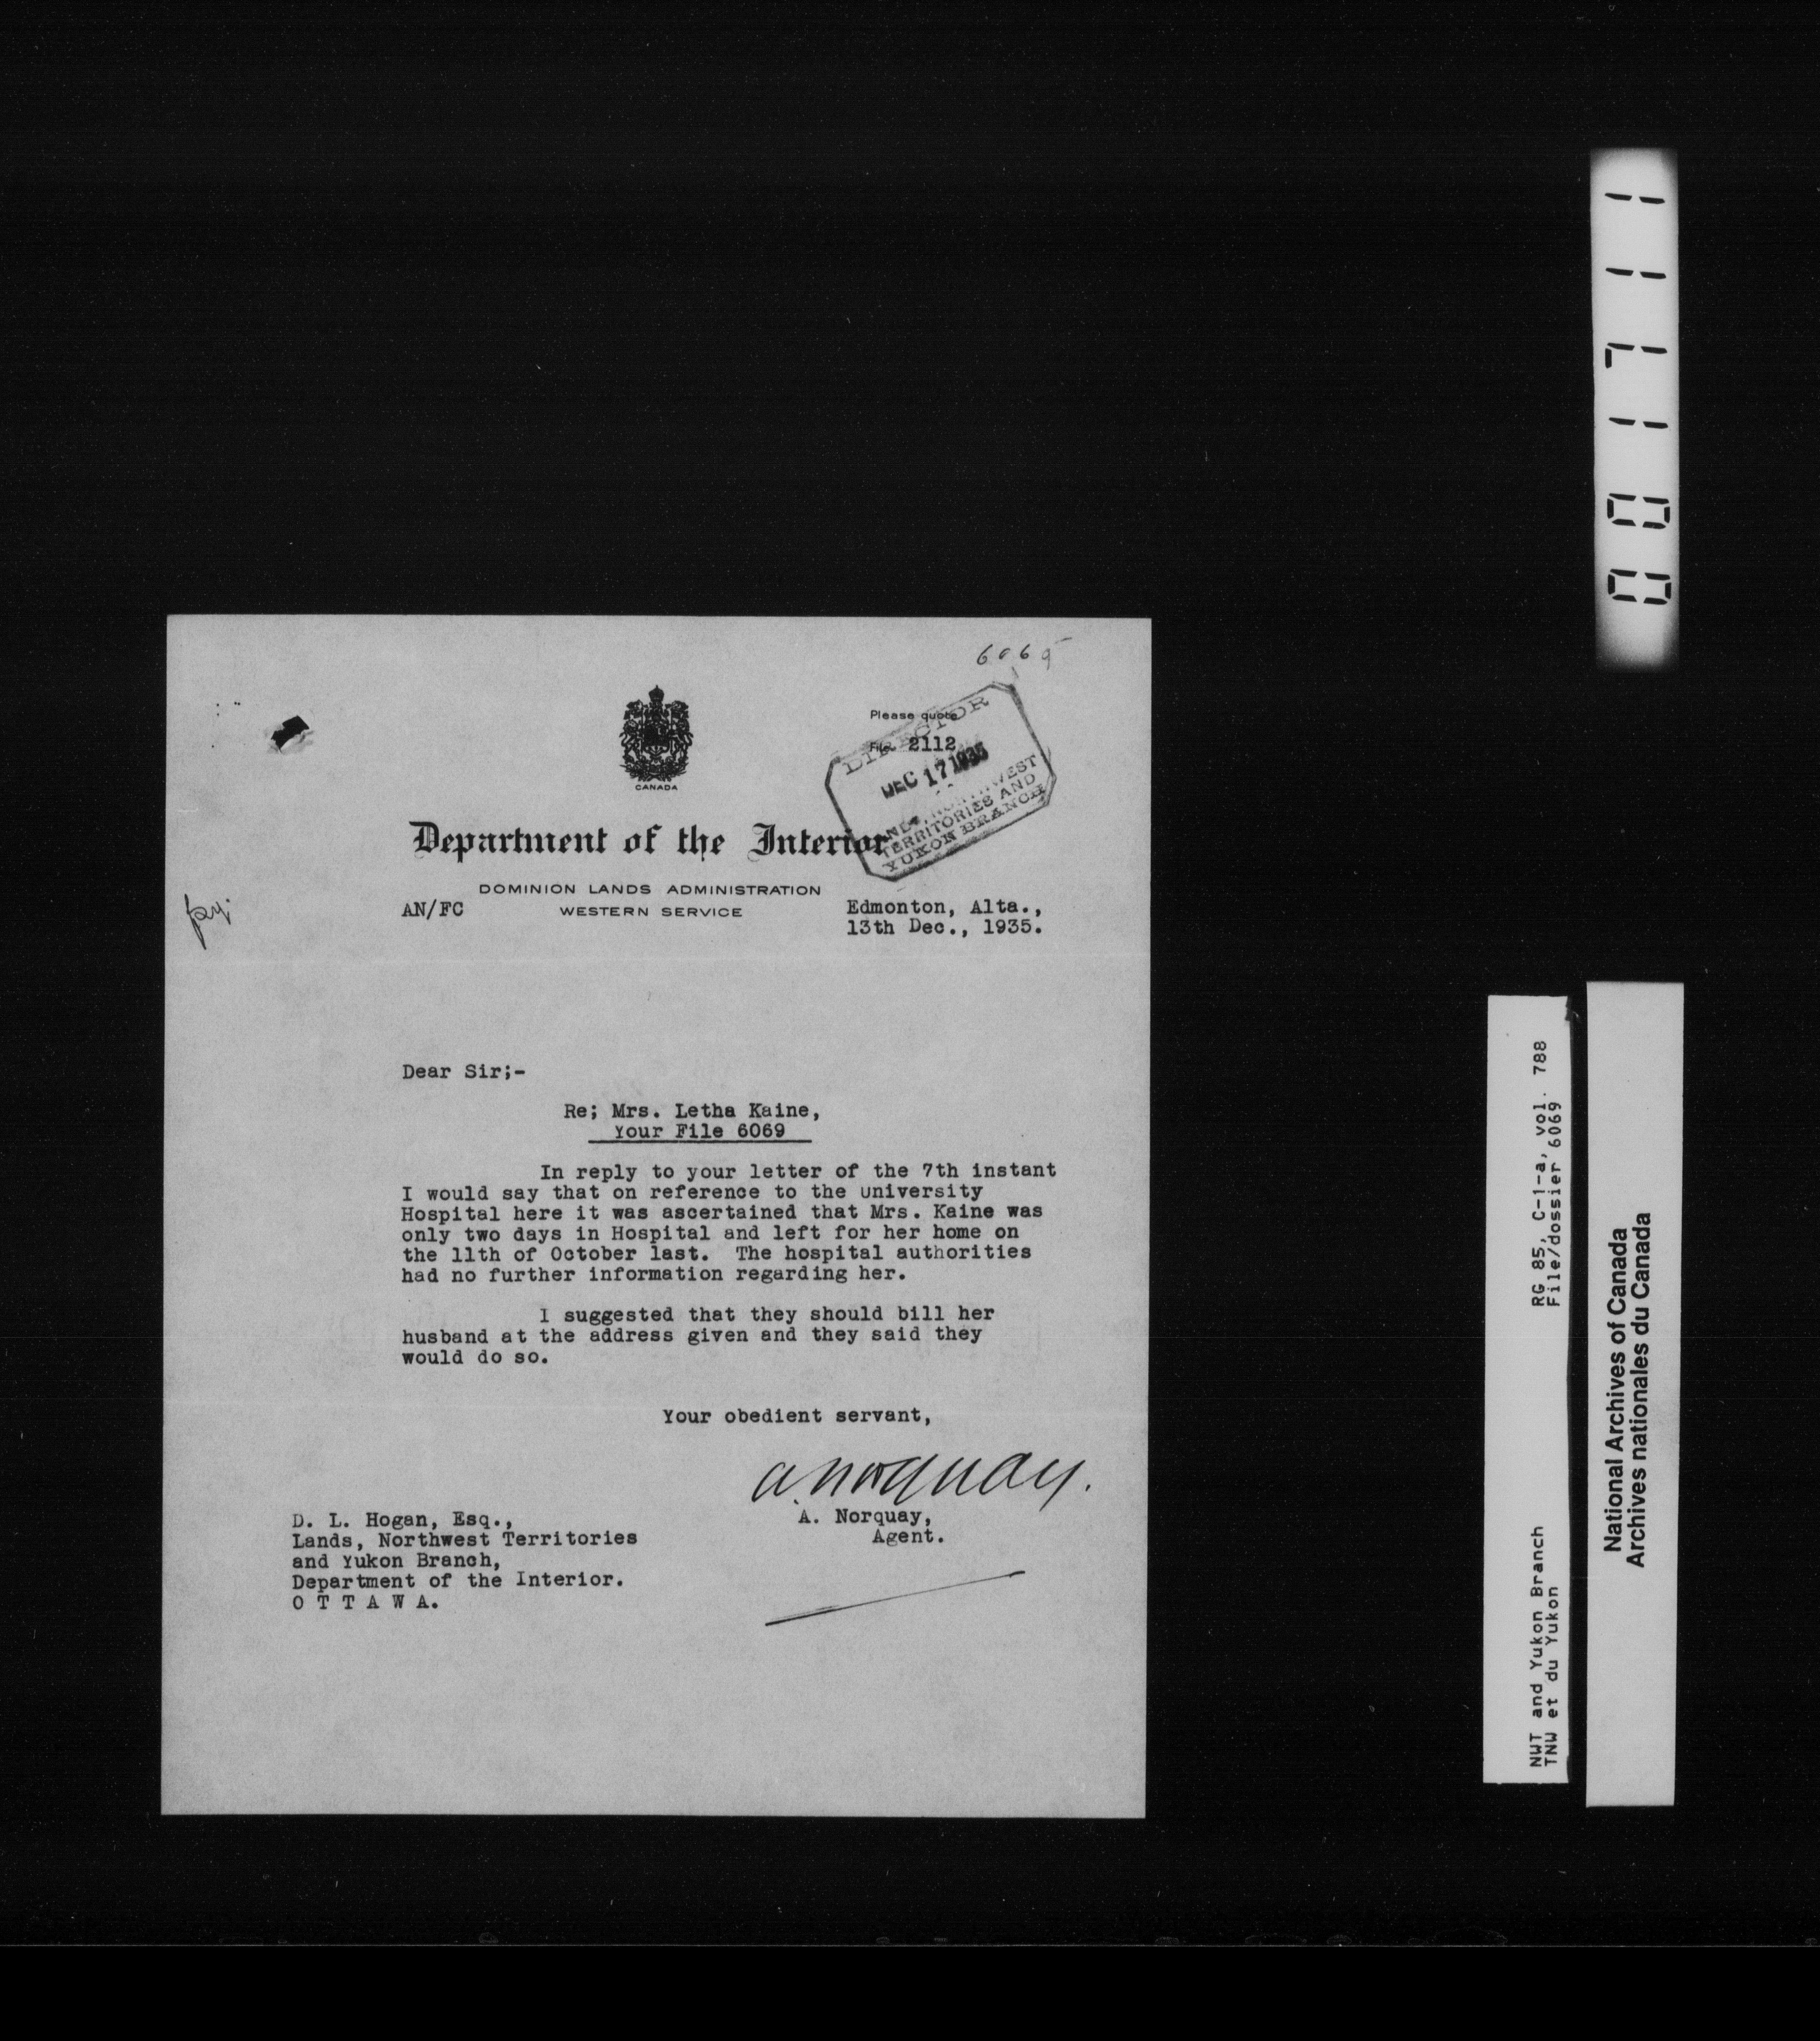 6069
CANADA
Please quote
File 2112
DIRECTOR
DEC 17 1935
LANDS, NORTHWEST
TERRITORIES AND
YUKON BRANCH
Department of the Interior
DOMINION LANDS ADMINISTRATION
WESTERN SERVICE
AN/FC
Edmonton, Alta.,
13th Dec., 1935.
Dear Sir;-
Re; Mrs. Letha Kaine,
Your File 6069
In reply to your letter of the 7th instant
I would say that on reference to the University
Hospital here it was ascertained that Mrs. Kaine was
only two days in Hospital and left for her home on
the 11th of October last. The hospital authorities
had no further information regarding her.
I suggested that they should bill her
husband at the address given and they said they
would do so.
Your obedient servant,
A. Norquay.
A. Norquay,
Agent.
D. L. Hogan, Esq.,
Lands, Northwest Territories
and Yukon Branch,
Department of the Interior.
O T T A W A.
001711
RG 85, C-1-a, vol. 788
File/dossier 6069
NWT and Yukon Branch
TNW et du Yukon
National Archives of Canada
Archives nationales du Canada